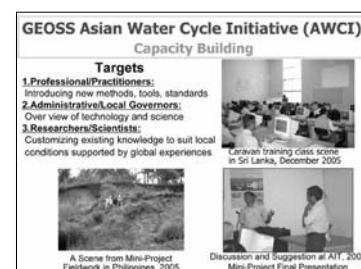 GEOSS Asian Water Cycle Initiative (AWCI)
Capacity Building
Targets
1.Professional/Practitioners:
Introducing new methods, tools, standards
2.Administrative/Local Governors:
Over view of technology and science
3.Researchers/Scientists:
Customizing existing knowledge to suit local
conditions supported by global experiences
Caravan training class scene
in Sri Lanka, December 2005
A Scene from Mini-Project
Fieldwork in Philippines, 2005
Discussion and Suggestion at AIT,
Mini-Project Final Presentation